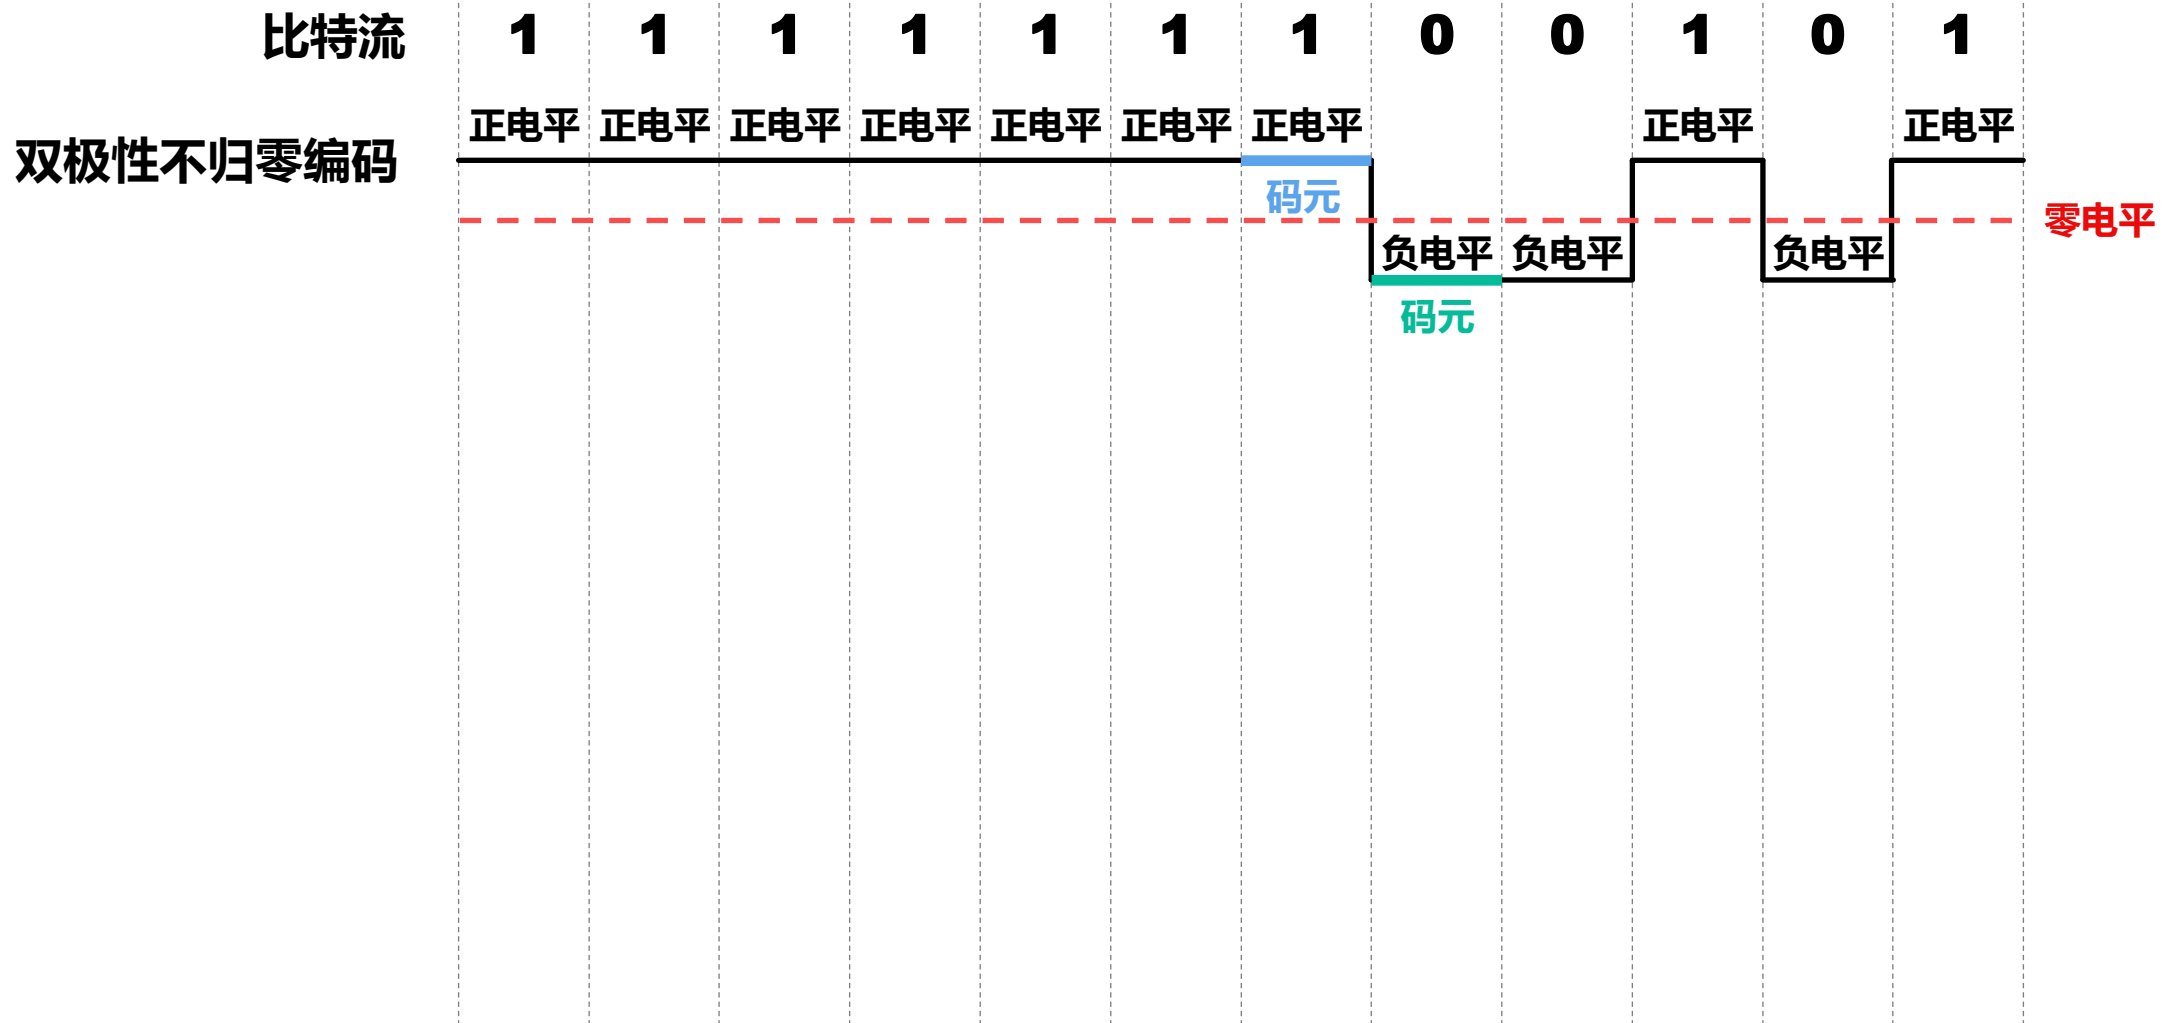 比特流 1 1 1 1 1 1 1 0 0 1 0 1
正电平 正电平 正电平 正电平 正电平 正电平 正电平 正电平 正电平
双极性不归零编码
码元
零电平
负电平 负电平 负电平
码元